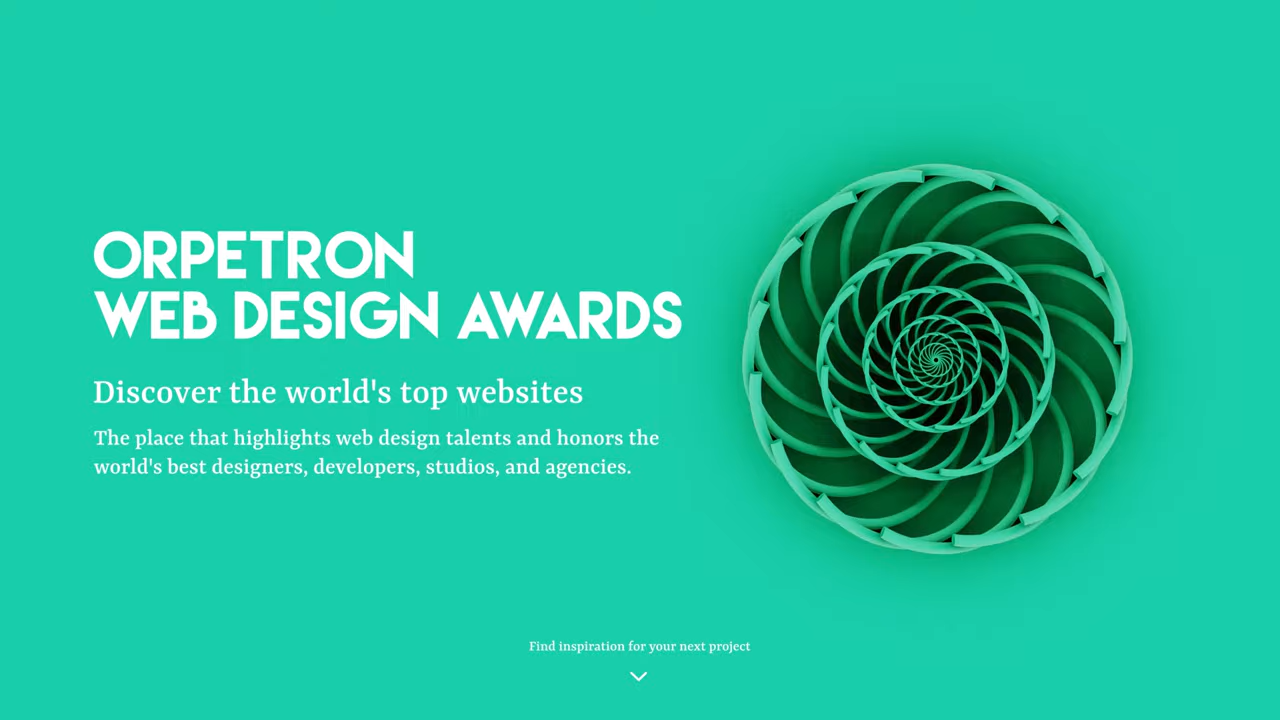 ORPETRON
WEB DESIGN AWARDS
Discover the world's top websites
The place that highlights web design talents and honors the
world's best designers, developers, studios, and agencies.
Find inspiration for your next project